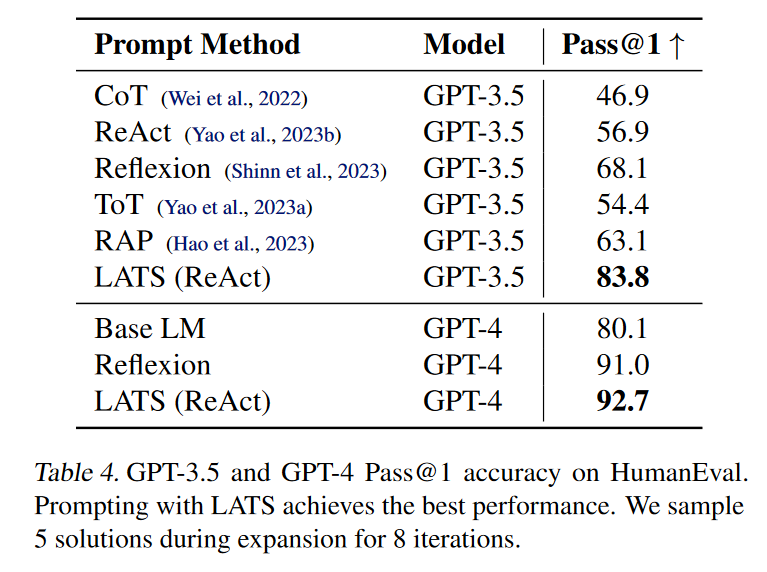 Prompt Method Model Pass@1 ↑
CoT (Wei et al., 2022) GPT-3.5 46.9
ReAct (Yao et al., 2023b) GPT-3.5 56.9
Reflexion (Shinn et al., 2023) GPT-3.5 68.1
ToT (Yao et al., 2023a) GPT-3.5 54.4
RAP (Hao et al., 2023) GPT-3.5 63.1
LATS (ReAct) GPT-3.5 83.8
Base LM GPT-4 80.1
Reflexion GPT-4 91.0
LATS (ReAct) GPT-4 92.7
Table 4. GPT-3.5 and GPT-4 Pass@1 accuracy on HumanEval.
Prompting with LATS achieves the best performance. We sample
5 solutions during expansion for 8 iterations.